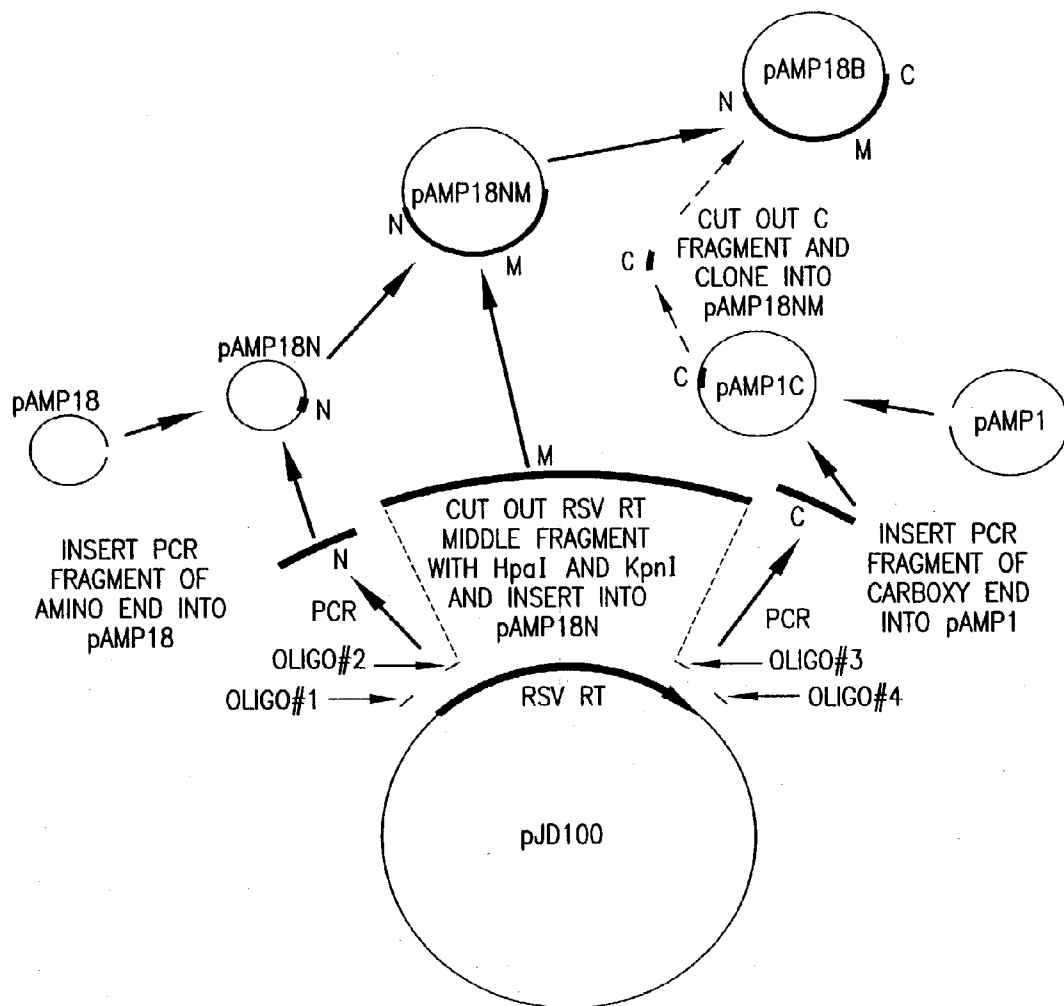 pAMP18B
C
N
M
pAMP18NM
N
M
CUT OUT C
FRAGMENT AND
CLONE INTO
pAMP18NM
C
pAMP18N
N
pAMP18
C
pAMP1C
pAMP1
M
CUT OUT RSV RT
MIDDLE FRAGMENT
WITH HpaI AND KpnI
AND INSERT INTO
pAMP18N
N
C
INSERT PCR
FRAGMENT OF
AMINO END INTO
pAMP18
INSERT PCR
FRAGMENT OF
CARBOXY END
INTO pAMP1
PCR
PCR
OLIGO#2
OLIGO#3
OLIGO#1
OLIGO#4
RSV RT
pJD100